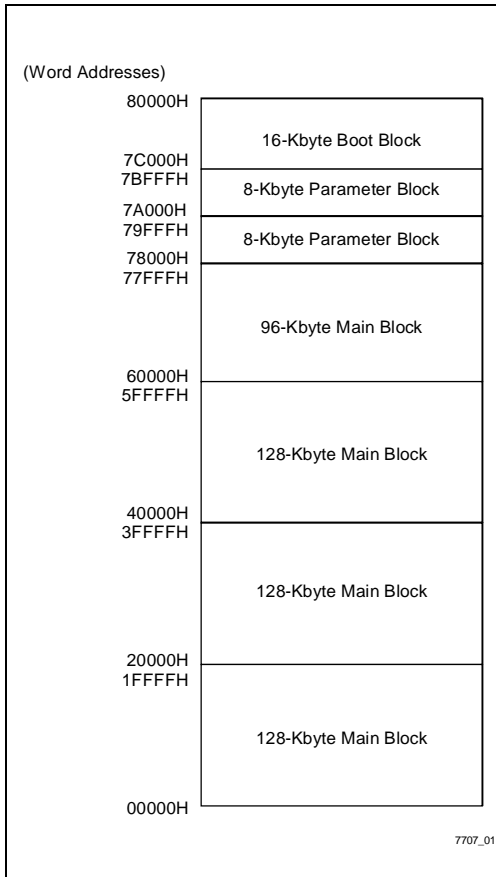 (Word Addresses)
80000H
16-Kbyte Boot Block
7C000H
7BFFFH
8-Kbyte Parameter Block
7A000H
79FFFH
8-Kbyte Parameter Block
78000H
77FFFH
96-Kbyte Main Block
60000H
5FFFFH
128-Kbyte Main Block
40000H
3FFFFH
128-Kbyte Main Block
20000H
1FFFFH
128-Kbyte Main Block
00000H
7707_01